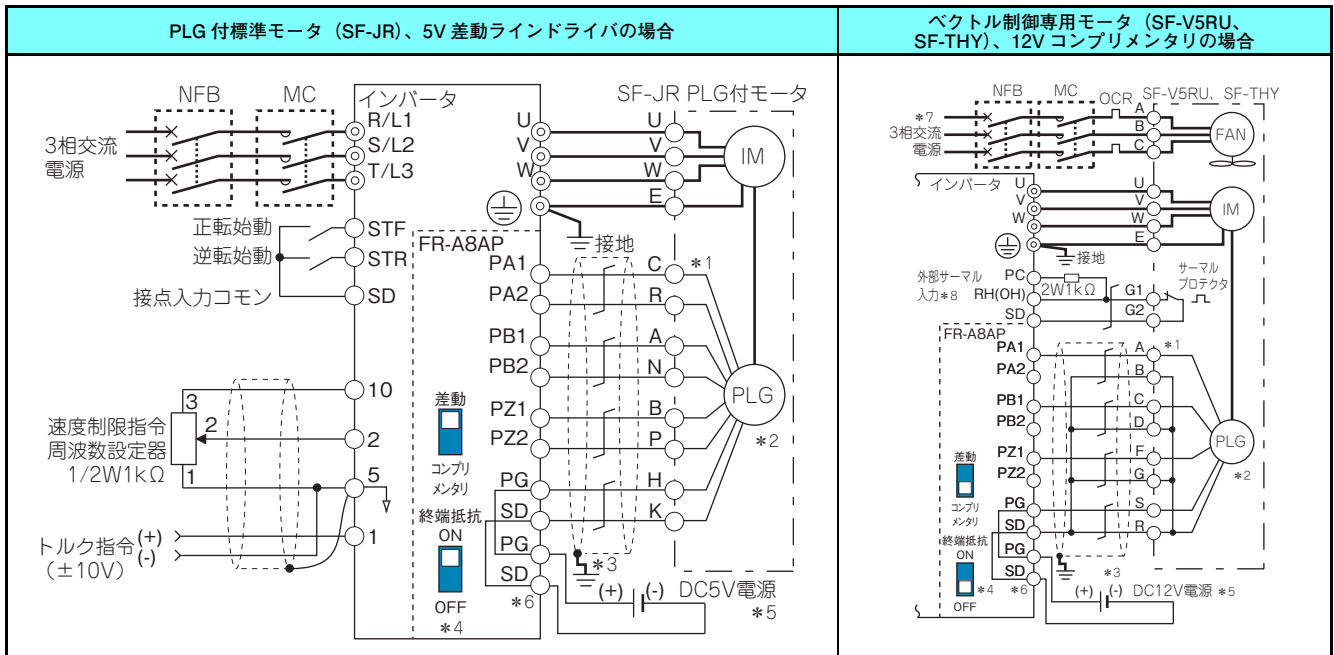 PLG 付標準モータ（SF-JR）、5V 差動ラインドライバの場合
ベクトル制御専用モータ（SF-V5RU、
SF-THY）、12V コンプリメンタリの場合
NFB
MC
インバータ
SF-JR PLG付モータ
3相交流
電源
R/L1
S/L2
T/L3
U
V
W
U
V
W
E
IM
正転始動
逆転始動
接点入力コモン
STF
STR
SD
FR-A8AP
接地
PA1
PA2
PB1
PB2
PZ1
PZ2
PG
SD
PG
SD
C
R
A
N
B
P
H
K
*1
PLG
*2
差動
コンプリ
メンタリ
終端抵抗
ON
OFF
*4
*6
*3
(+)
(-)
DC5V電源
*5
速度制限指令
周波数設定器
1/2W1kΩ
3
2
1
10
2
5
1
トルク指令
（±10V）
(+)
(-)
NFB
MC
OCR
SF-V5RU、SF-THY
*7
3相交流
電源
A
B
C
FAN
インバータ
U
V
W
U
V
W
E
IM
接地
外部サーマル
入力*8
PC
RH(OH)
SD
2W1kΩ
G1
G2
サーマル
プロテクタ
FR-A8AP
PA1
PA2
PB1
PB2
PZ1
PZ2
PG
SD
PG
SD
A
B
C
D
F
G
S
R
*1
PLG
*2
差動
コンプリ
メンタリ
終端抵抗
ON
OFF
*4
*6
*3
(+)
(-)
DC12V電源
*5